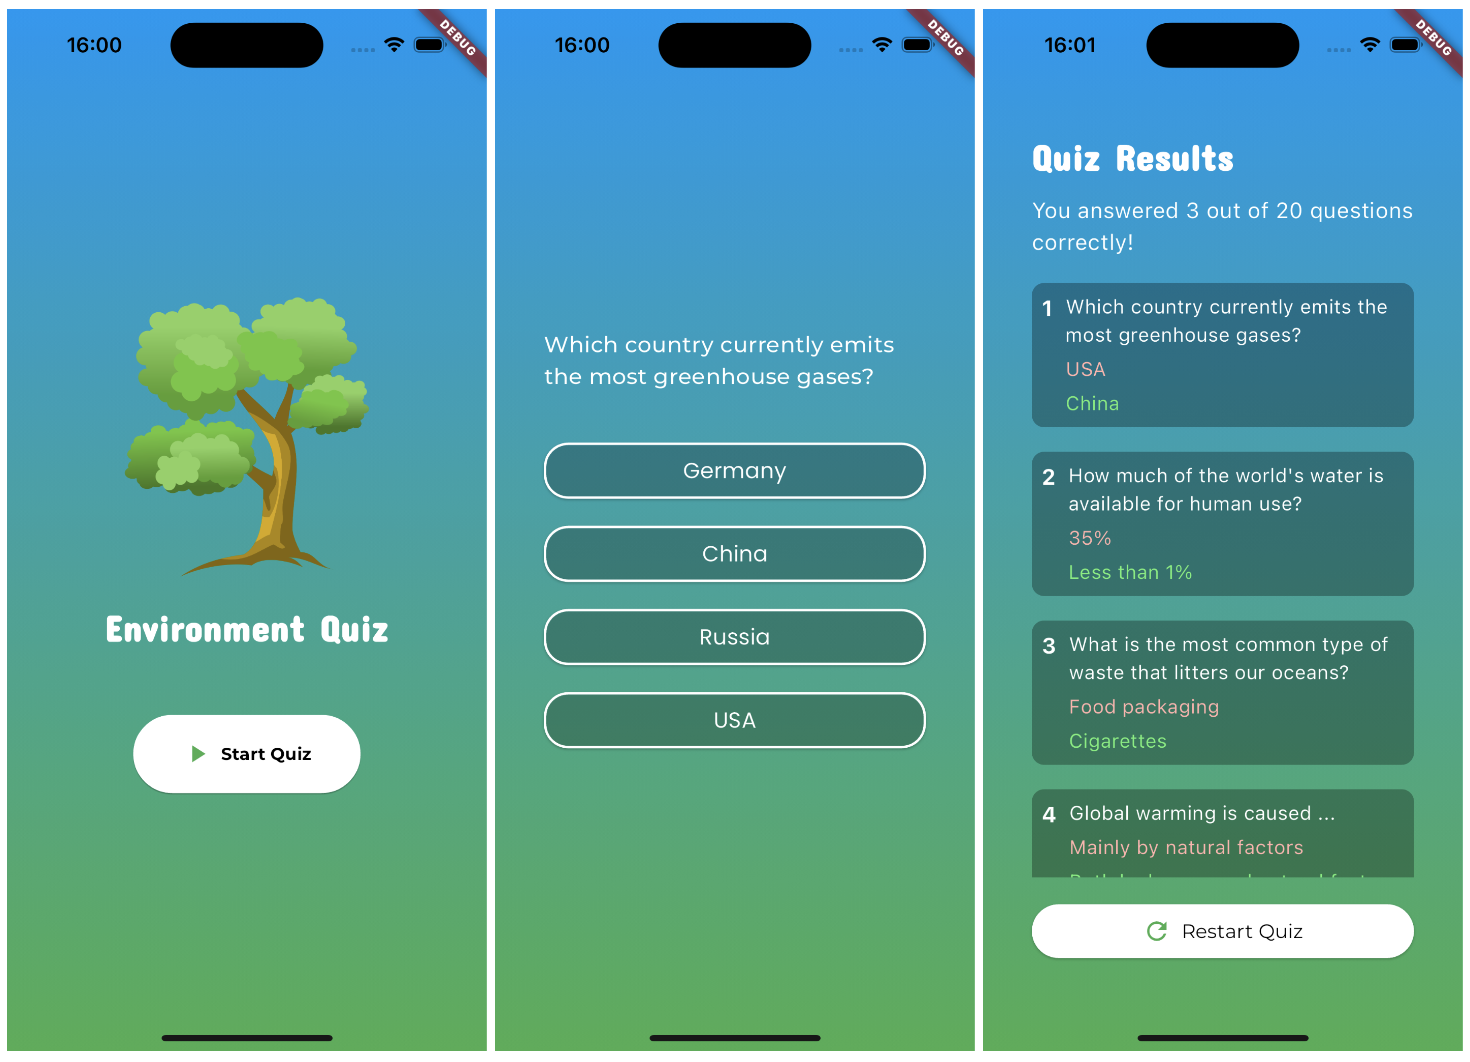 16:00
DEBUG
Environment Quiz
Start Quiz
16:00
DEBUG
Which country currently emits
the most greenhouse gases?
Germany
China
Russia
USA
16:01
DEBUG
Quiz Results
You answered 3 out of 20 questions
correctly!
1 Which country currently emits the
most greenhouse gases?
USA
China
2 How much of the world's water is
available for human use?
35%
Less than 1%
3 What is the most common type of
waste that litters our oceans?
Food packaging
Cigarettes
4 Global warming is caused ...
Mainly by natural factors
Restart Quiz